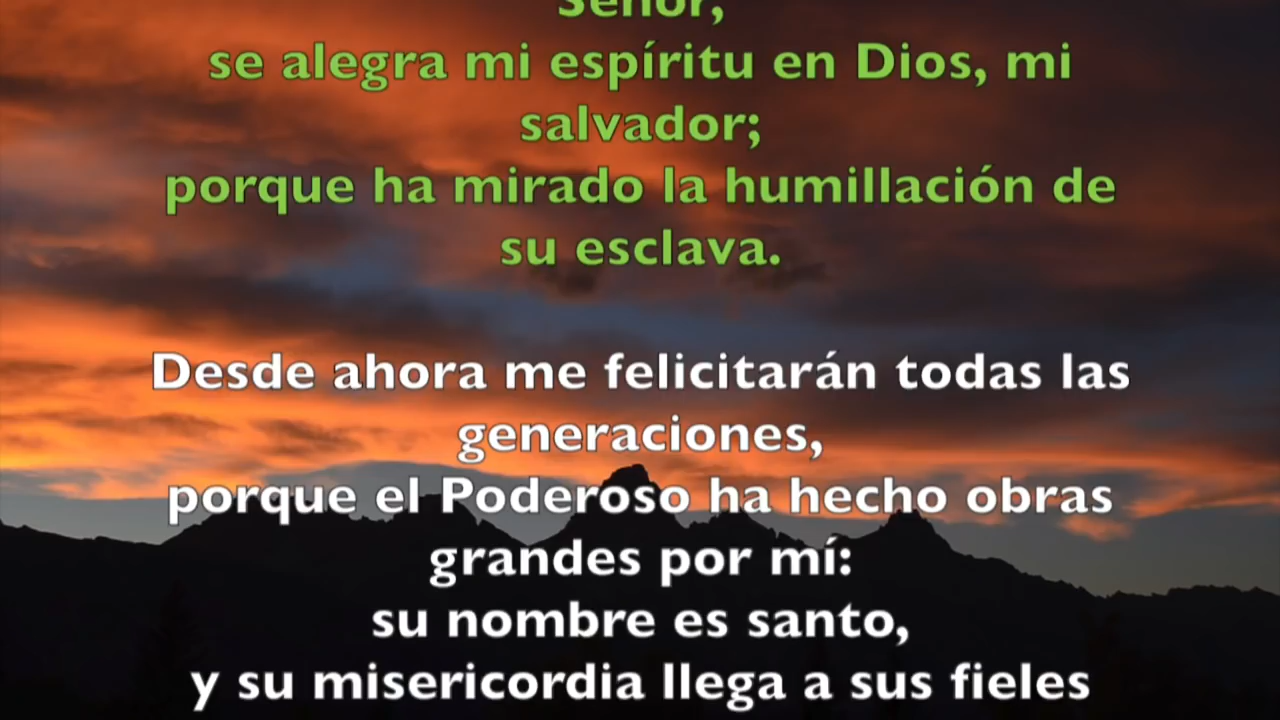 Señor,
se alegra mi espíritu en Dios, mi
salvador;
porque ha mirado la humillación de
su esclava.
Desde ahora me felicitarán todas las
generaciones,
porque el Poderoso ha hecho obras
grandes por mí:
su nombre es santo,
y su misericordia llega a sus fieles